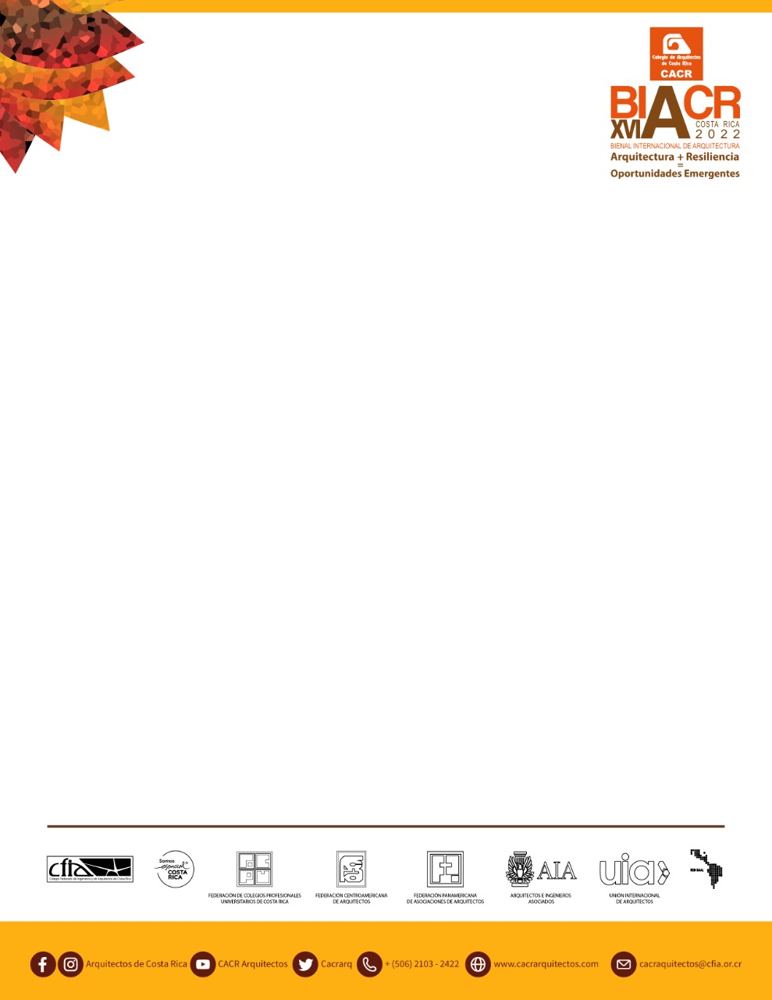 Colegio de Arquitectos
de Costa Rica
CACR
BIACR
XVI
COSTA RICA
2022
BIENAL INTERNACIONAL DE ARQUITECTURA
Arquitectura + Resiliencia
=
Oportunidades Emergentes
cfia
Colegio Federado de Ingenieros y de Arquitectos de Costa Rica
Somos
esencial
COSTA
RICA
FEDERACIÓN DE COLEGIOS PROFESIONALES
UNIVERSITARIOS DE COSTA RICA
FEDERACIÓN CENTROAMERICANA
DE ARQUITECTOS
FEDERACIÓN PANAMERICANA
DE ASOCIACIONES DE ARQUITECTOS
AIA
ARQUITECTOS E INGENIEROS
ASOCIADOS
uia
UNIÓN INTERNACIONAL
DE ARQUITECTOS
RED BAAL
Arquitectos de Costa Rica
CACR Arquitectos
Cacrarq
+ (506) 2103 - 2422
www.cacrarquitectos.com
cacraquitectos@cfia.or.cr